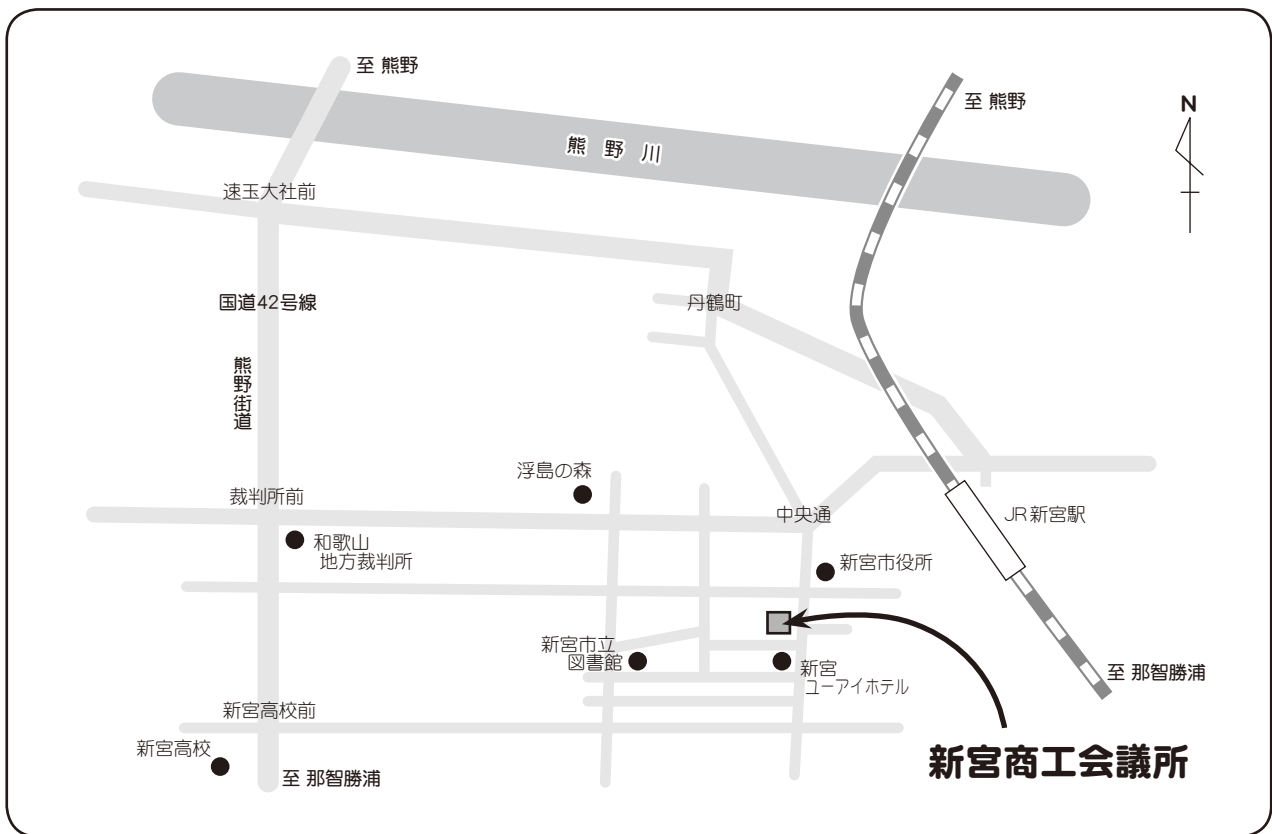 至 熊野
至 熊野
N
熊 野 川
速玉大社前
国道42号線
丹鶴町
熊野街道
浮島の森
裁判所前
中央通
JR新宮駅
和歌山
地方裁判所
新宮市役所
新宮市立
図書館
新宮
ユーアイホテル
至 那智勝浦
新宮高校前
新宮高校
至 那智勝浦
新宮商工会議所